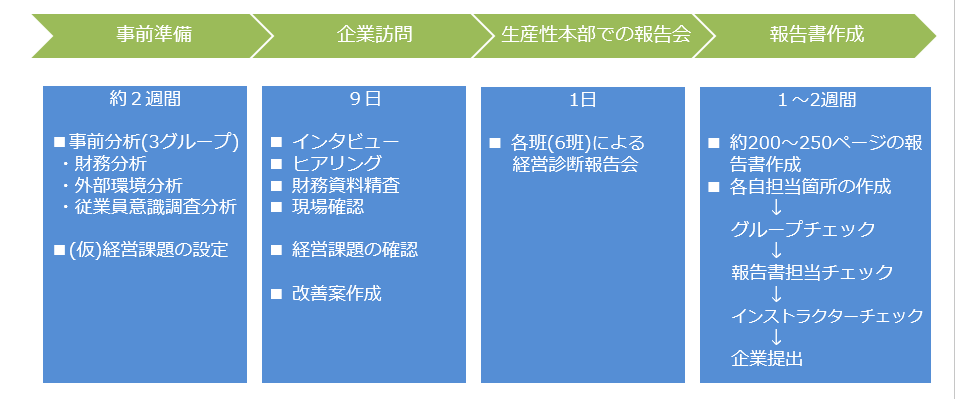 事前準備
企業訪問
生産性本部での報告会
報告書作成
約２週間
■事前分析(3グループ)
・財務分析
・外部環境分析
・従業員意識調査分析
■(仮)経営課題の設定
９日
■ インタビュー
■ ヒアリング
■ 財務資料精査
■ 現場確認
■ 経営課題の確認
■ 改善案作成
1日
■ 各班(6班)による
経営診断報告会
１～2週間
■ 約200～250ページの報
告書作成
■ 各自担当箇所の作成
↓
グループチェック
↓
報告書担当チェック
↓
インストラクターチェック
↓
企業提出